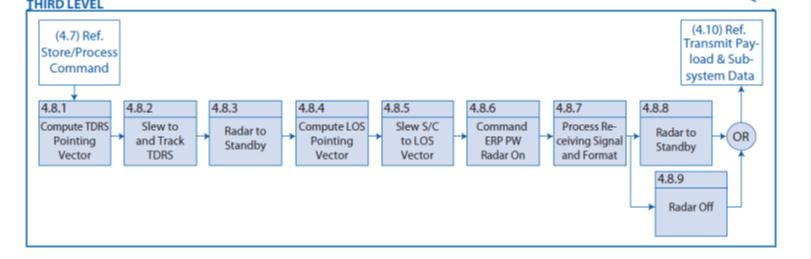 THIRD LEVEL
(4.7) Ref.
Store/Process
Command
(4.10) Ref.
Transmit Pay-
load & Sub-
system Data
4.8.1
Compute TDRS
Pointing
Vector
4.8.2
Slew to
and Track
TDRS
4.8.3
Radar to
Standby
4.8.4
Compute LOS
Pointing
Vector
4.8.5
Slew S/C
to LOS
Vector
4.8.6
Command
ERP PW
Radar On
4.8.7
Process Re-
ceiving Signal
and Format
4.8.8
Radar to
Standby
OR
4.8.9
Radar Off